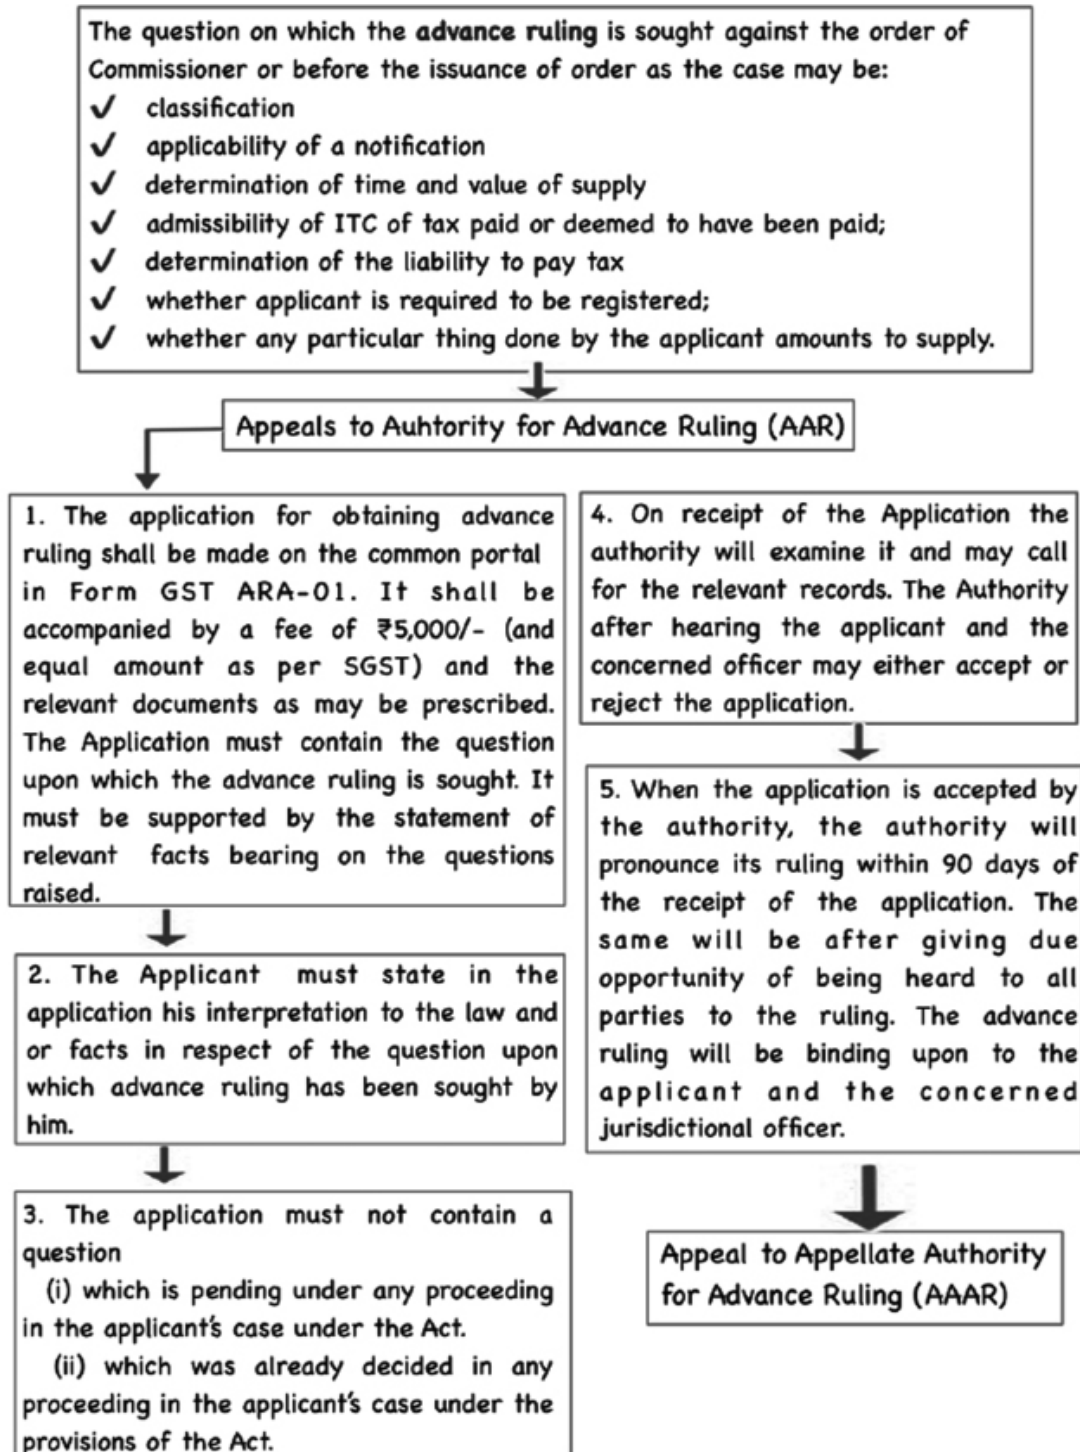 The question on which the advance ruling is sought against the order of
Commissioner or before the issuance of order as the case may be:
✓ classification
✓ applicability of a notification
✓ determination of time and value of supply
✓ admissibility of ITC of tax paid or deemed to have been paid;
✓ determination of the liability to pay tax
✓ whether applicant is required to be registered;
✓ whether any particular thing done by the applicant amounts to supply.
Appeals to Auhtority for Advance Ruling (AAR)
1. The application for obtaining advance
ruling shall be made on the common portal
in Form GST ARA-01. It shall be
accompanied by a fee of ₹5,000/- (and
equal amount as per SGST) and the
relevant documents as may be prescribed.
The Application must contain the question
upon which the advance ruling is sought. It
must be supported by the statement of
relevant facts bearing on the questions
raised.
2. The Applicant must state in the
application his interpretation to the law and
or facts in respect of the question upon
which advance ruling has been sought by
him.
3. The application must not contain a
question
(i) which is pending under any proceeding
in the applicant's case under the Act.
(ii) which was already decided in any
proceeding in the applicant's case under the
provisions of the Act.
4. On receipt of the Application the
authority will examine it and may call
for the relevant records. The Authority
after hearing the applicant and the
concerned officer may either accept or
reject the application.
5. When the application is accepted by
the authority, the authority will
pronounce its ruling within 90 days of
the receipt of the application. The
same will be after giving due
opportunity of being heard to all
parties to the ruling. The advance
ruling will be binding upon to the
applicant and the concerned
jurisdictional officer.
Appeal to Appellate Authority
for Advance Ruling (AAAR)